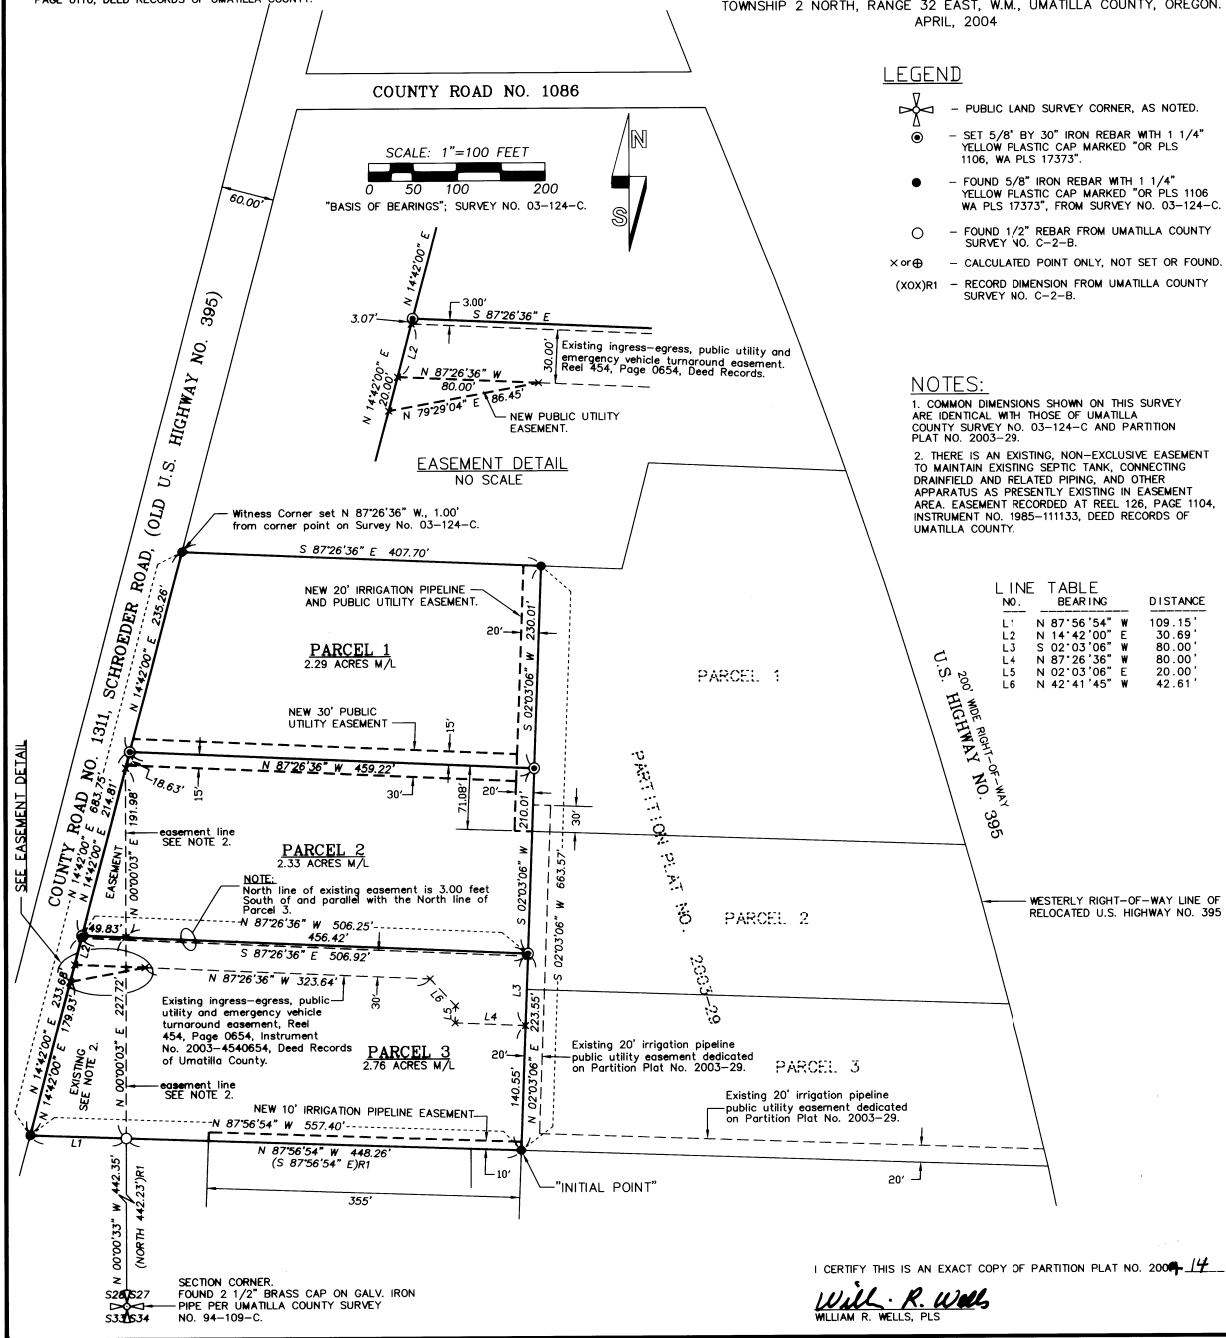 PAGE 0110, DEED RECORDS OF UMATILLA COUNTY.
TOWNSHIP 2 NORTH, RANGE 32 EAST, W.M., UMATILLA COUNTY, OREGON.
APRIL, 2004
COUNTY ROAD NO. 1086
SCALE: 1"=100 FEET
0 50 100 200
"BASIS OF BEARINGS"; SURVEY NO. 03-124-C.
N
S
60.00'
LEGEND
– PUBLIC LAND SURVEY CORNER, AS NOTED.
– SET 5/8" BY 30" IRON REBAR WITH 1 1/4"
YELLOW PLASTIC CAP MARKED "OR PLS
1106, WA PLS 17373".
– FOUND 5/8" IRON REBAR WITH 1 1/4"
YELLOW PLASTIC CAP MARKED "OR PLS 1106
WA PLS 17373", FROM SURVEY NO. 03-124-C.
– FOUND 1/2" REBAR FROM UMATILLA COUNTY
SURVEY NO. C-2-B.
×or⊕ – CALCULATED POINT ONLY, NOT SET OR FOUND.
(XOX)R1 – RECORD DIMENSION FROM UMATILLA COUNTY
SURVEY NO. C-2-B.
NOTES:
1. COMMON DIMENSIONS SHOWN ON THIS SURVEY
ARE IDENTICAL WITH THOSE OF UMATILLA
COUNTY SURVEY NO. 03-124-C AND PARTITION
PLAT NO. 2003-29.
2. THERE IS AN EXISTING, NON-EXCLUSIVE EASEMENT
TO MAINTAIN EXISTING SEPTIC TANK, CONNECTING
DRAINFIELD AND RELATED PIPING, AND OTHER
APPARATUS AS PRESENTLY EXISTING IN EASEMENT
AREA. EASEMENT RECORDED AT REEL 126, PAGE 1104,
INSTRUMENT NO. 1985-111133, DEED RECORDS OF
UMATILLA COUNTY.
LINE TABLE
NO. BEARING DISTANCE
L1 N 87°56'54" W 109.15'
L2 N 14°42'00" E 30.69'
L3 S 02°03'06" W 80.00'
L4 N 87°26'36" W 80.00'
L5 N 02°03'06" E 20.00'
L6 N 42°41'45" W 42.61'
N 14°42'00" E
3.00'
S 87°26'36" E
3.07'
L2
30.00'
Existing ingress-egress, public utility and
emergency vehicle turnaround easement.
Reel 454, Page 0654, Deed Records.
N 87°26'36" W
80.00'
N 14°42'00" E
20.00'
N 79°29'04" E 86.45'
NEW PUBLIC UTILITY
EASEMENT.
EASEMENT DETAIL
NO SCALE
COUNTY ROAD NO. 1311, SCHROEDER ROAD, (OLD U.S. HIGHWAY NO. 395)
Witness Corner set N 87°26'36" W., 1.00'
from corner point on Survey No. 03-124-C.
S 87°26'36" E 407.70'
N 14°42'00" E 235.26'
NEW 20' IRRIGATION PIPELINE
AND PUBLIC UTILITY EASEMENT.
20'
S 02°03'06" W 230.01'
PARCEL 1
2.29 ACRES M/L
NEW 30' PUBLIC
UTILITY EASEMENT
15'
N 87°26'36" W 459.22'
18.63'
15'
30'
20'
71.08'
210.01'
S 02°03'06" W
30'
S 02°03'06" W 663.57'
SEE EASEMENT DETAIL
N 14°42'00" E 683.75'
N 14°42'00" E 214.81'
EASEMENT
N 00°00'03" E 191.98'
easement line
SEE NOTE 2.
PARCEL 2
2.33 ACRES M/L
NOTE:
North line of existing easement is 3.00 feet
South of and parallel with the North line of
Parcel 3.
49.83'
N 87°26'36" W 506.25'
456.42'
S 87°26'36" E 506.92'
L2
N 87°26'36" W 323.64'
30'
L6
L5
L4
L3
N 14°42'00" E 233.68'
N 14°42'00" E 179.93'
EXISTING
SEE NOTE 2.
N 00°00'03" E 227.72'
Existing ingress-egress, public
utility and emergency vehicle
turnaround easement, Reel
454, Page 0654, Instrument
No. 2003-4540654, Deed Records
of Umatilla County.
PARCEL 3
2.76 ACRES M/L
easement line
SEE NOTE 2.
20'
140.55'
N 02°03'06" E 223.55'
Existing 20' irrigation pipeline
public utility easement dedicated
on Partition Plat No. 2003-29.
NEW 10' IRRIGATION PIPELINE EASEMENT
N 87°56'54" W 557.40'
L1
N 87°56'54" W 448.26'
(S 87°56'54" E)R1
10'
355'
"INITIAL POINT"
PARCEL 1
PARTITION PLAT NO. 2003-29
PARCEL 2
PARCEL 3
Existing 20' irrigation pipeline
public utility easement dedicated
on Partition Plat No. 2003-29.
20'
200' WIDE RIGHT-OF-WAY
U.S. HIGHWAY NO. 395
WESTERLY RIGHT-OF-WAY LINE OF
RELOCATED U.S. HIGHWAY NO. 395
N 00°00'33" W 442.35'
(NORTH 442.23')R1
S28 S27
S33 S34
SECTION CORNER.
FOUND 2 1/2" BRASS CAP ON GALV. IRON
PIPE PER UMATILLA COUNTY SURVEY
NO. 94-109-C.
I CERTIFY THIS IS AN EXACT COPY OF PARTITION PLAT NO. 2004-14
Will. R. Wells
WILLIAM R. WELLS, PLS